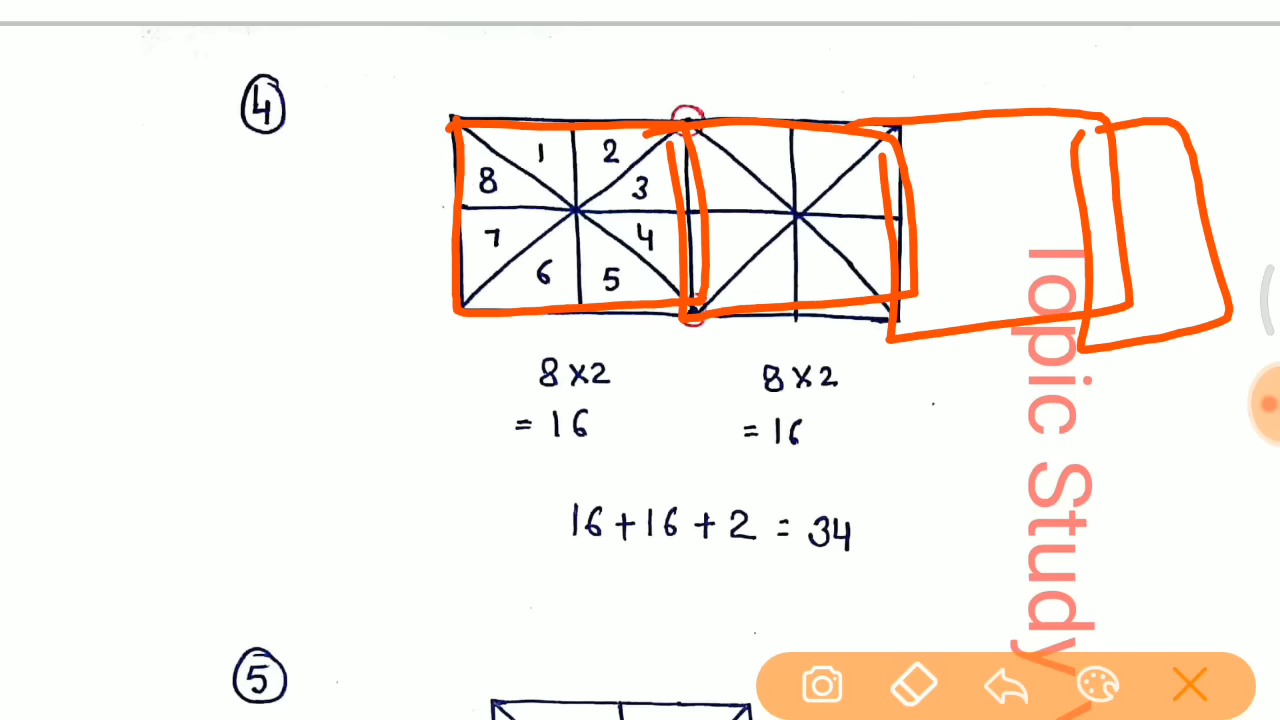 4
1 2
8 3
7 4
6 5
8 x 2 8 x 2
= 16 = 16
16 + 16 + 2 = 34
5
Topic Study